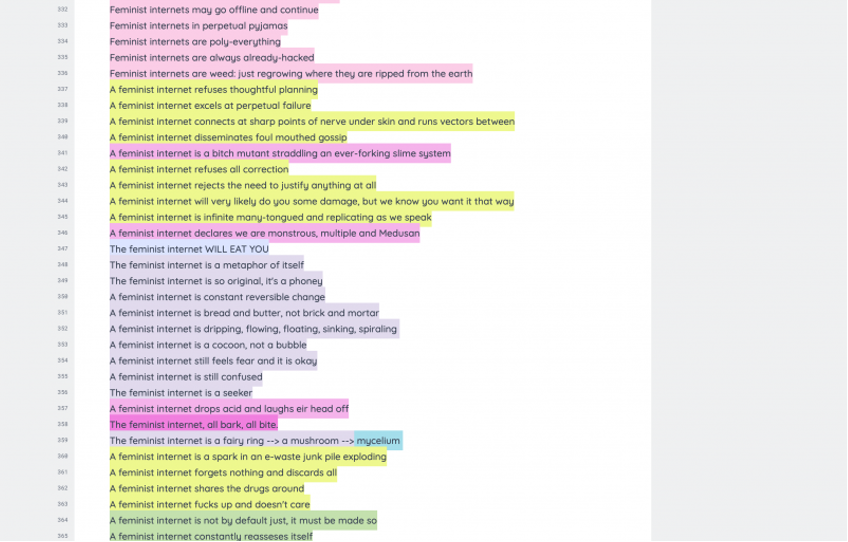 332 Feminist internets may go offline and continue
333 Feminist internets in perpetual pyjamas
334 Feminist internets are poly-everything
335 Feminist internets are always already-hacked
336 Feminist internets are weed: just regrowing where they are ripped from the earth
337 A feminist internet refuses thoughtful planning
338 A feminist internet excels at perpetual failure
339 A feminist internet connects at sharp points of nerve under skin and runs vectors between
340 A feminist internet disseminates foul mouthed gossip
341 A feminist internet is a bitch mutant straddling an ever-forking slime system
342 A feminist internet refuses all correction
343 A feminist internet rejects the need to justify anything at all
344 A feminist internet will very likely do you some damage, but we know you want it that way
345 A feminist internet is infinite many-tongued and replicating as we speak
346 A feminist internet declares we are monstrous, multiple and Medusan
347 The feminist internet WILL EAT YOU
348 The feminist internet is a metaphor of itself
349 The feminist internet is so original, it's a phoney
350 A feminist internet is constant reversible change
351 A feminist internet is bread and butter, not brick and mortar
352 A feminist internet is dripping, flowing, floating, sinking, spiraling
353 A feminist internet is a cocoon, not a bubble
354 A feminist internet still feels fear and it is okay
355 A feminist internet is still confused
356 The feminist internet is a seeker
357 A feminist internet drops acid and laughs eir head off
358 The feminist internet, all bark, all bite.
359 The feminist internet is a fairy ring --> a mushroom --> mycelium
360 A feminist internet is a spark in an e-waste junk pile exploding
361 A feminist internet forgets nothing and discards all
362 A feminist internet shares the drugs around
363 A feminist internet fucks up and doesn't care
364 A feminist internet is not by default just, it must be made so
365 A feminist internet constantly reasseses itself